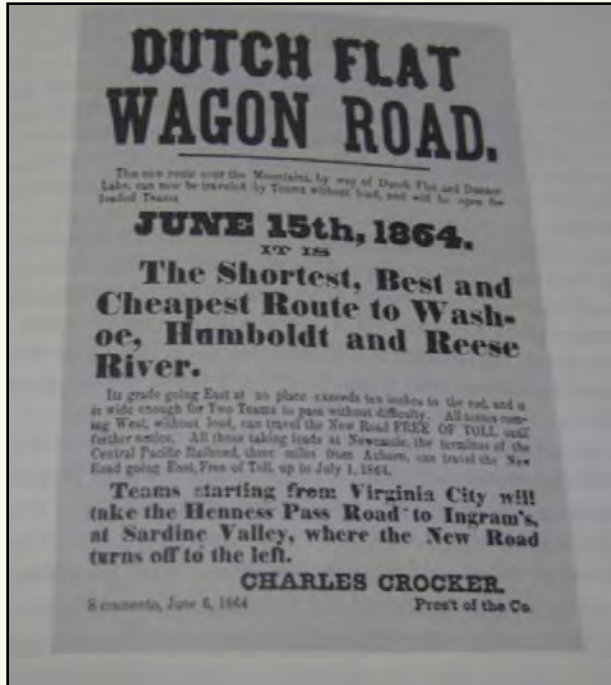 DUTCH FLAT
WAGON ROAD.
This new route over the Mountains, by way of Dutch Flat and Donner
Lake, can now be traveled by Teams without load, and will be open for
loaded Teams
JUNE 15th, 1864.
IT IS
The Shortest, Best and
Cheapest Route to Wash-
oe, Humboldt and Reese
River.
Its grade going East at no place exceeds ten inches to the rod, and it
is wide enough for Two Teams to pass without difficulty. All teams com-
ing West, without load, can travel the New Road FREE OF TOLL, until
further notice. All those taking loads at Newcastle, the terminus of the
Central Pacific Railroad, three miles from Auburn, can travel the New
Road going East, Free of Toll, up to July 1, 1864.
Teams starting from Virginia City will
take the Henness Pass Road to Ingram's,
at Sardine Valley, where the New Road
turns off to the left.
CHARLES CROCKER.
June 6, 1864 Pres't of the Co.